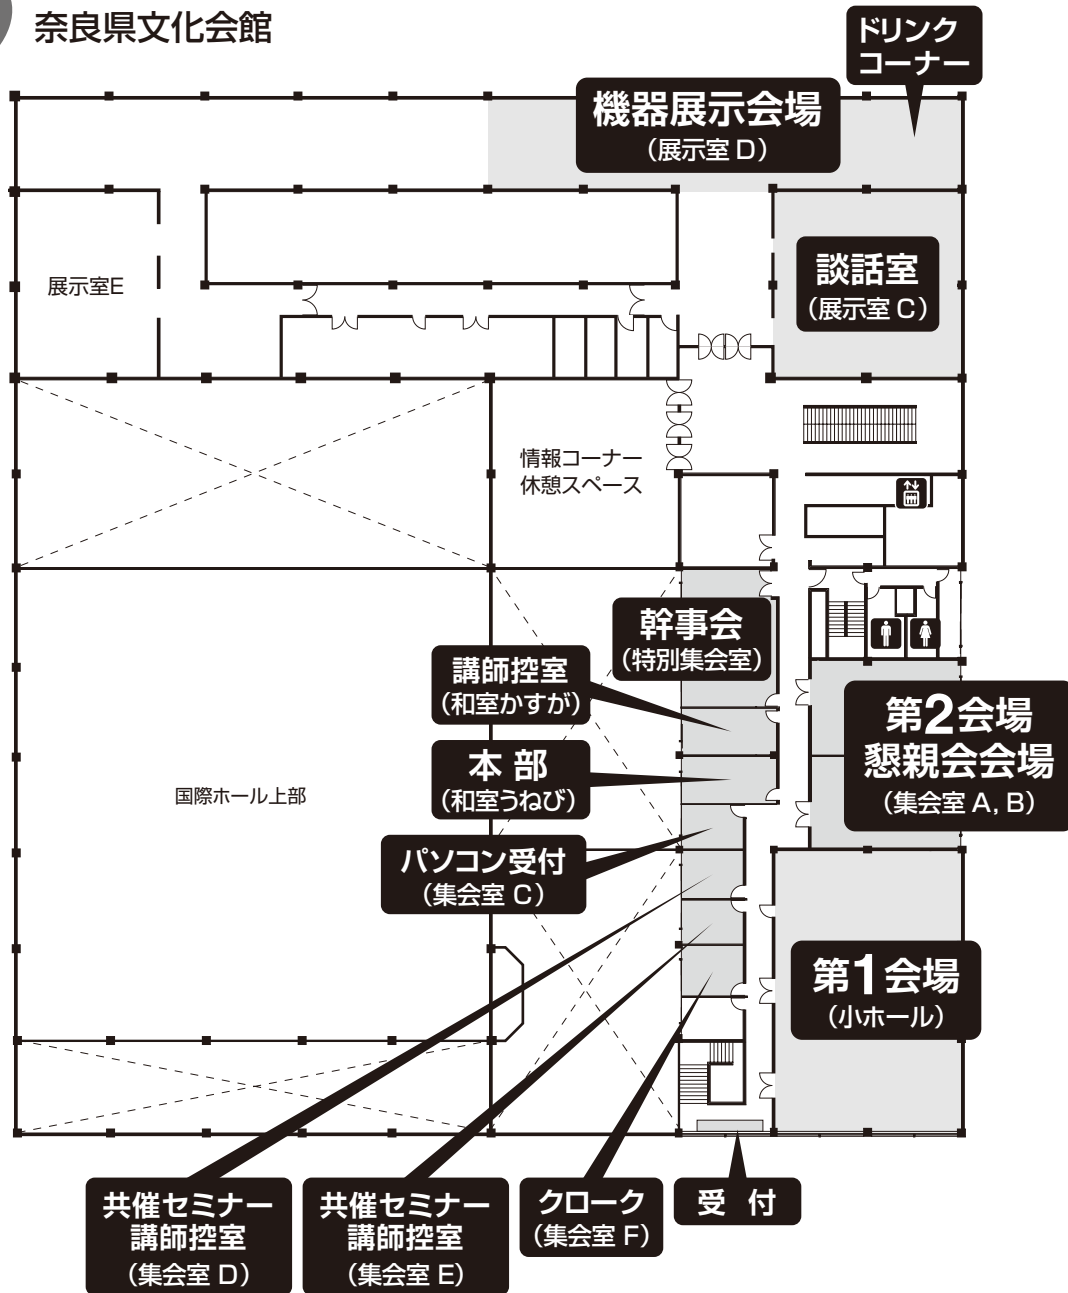 奈良県文化会館
ドリンク
コーナー
機器展示会場
（展示室 D）
談話室
（展示室 C）
展示室E
情報コーナー
休憩スペース
幹事会
（特別集会室）
講師控室
（和室かすが）
第2会場
懇親会会場
（集会室 A, B）
本 部
（和室うねび）
国際ホール上部
パソコン受付
（集会室 C）
第1会場
（小ホール）
共催セミナー
講師控室
（集会室 D）
共催セミナー
講師控室
（集会室 E）
クローク
（集会室 F）
受 付